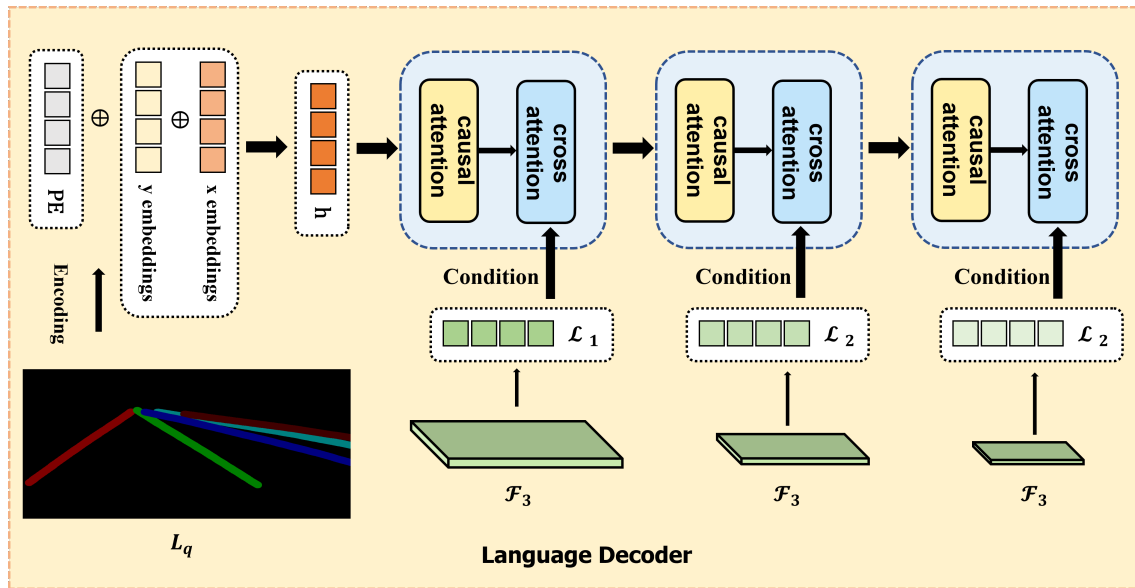 PE
⊕
y embeddings
⊕
x embeddings
h
causal
attention
cross
attention
causal
attention
cross
attention
causal
attention
cross
attention
Encoding
Condition
Condition
Condition
ℒ 1
ℒ 2
ℒ 2
ℱ3
ℱ3
ℱ3
Lq
Language Decoder